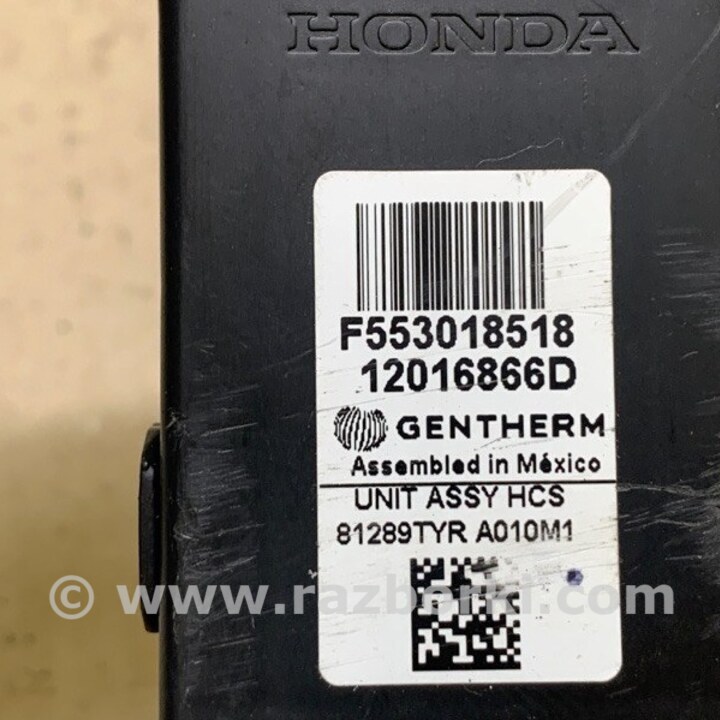 HONDA
F553018518
12016866D
GENTHERM
Assembled in México
UNIT ASSY HCS
81289TYR A010M1
© www.razborki.com